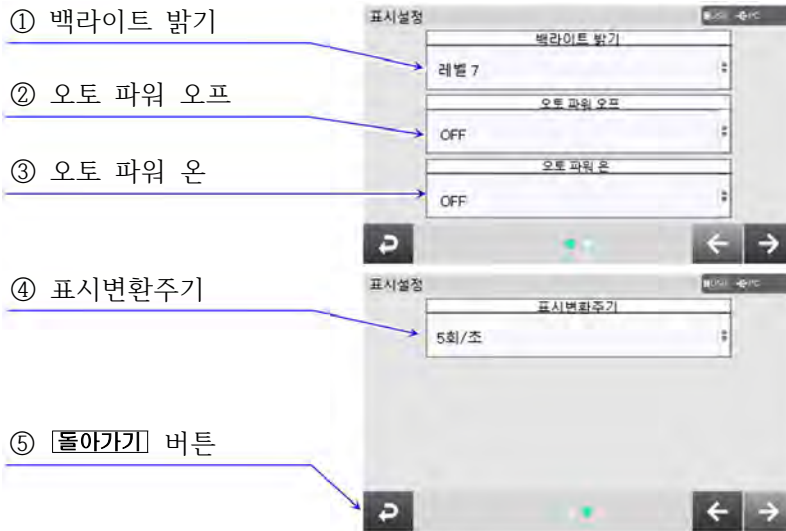 ① 백라이트 밝기
② 오토 파워 오프
③ 오토 파워 온
표시설정
백라이트 밝기
레벨 7
오토 파워 오프
OFF
오토 파워 온
OFF
④ 표시변환주기
⑤ 돌아가기 버튼
표시설정
표시변화주기
5회/초